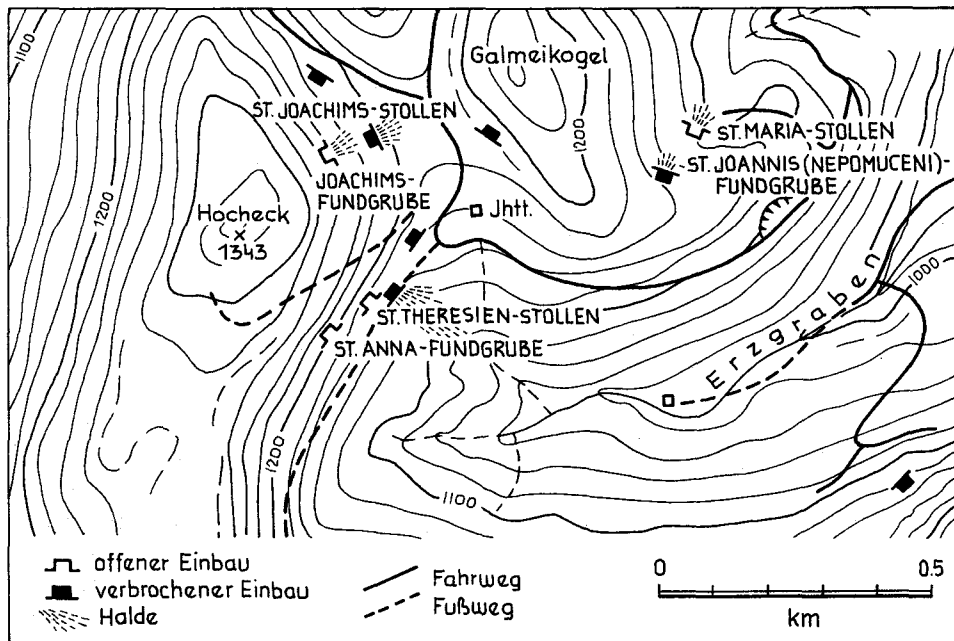 1100
Galmeikogel
ST. JOACHIMS-STOLLEN
1200
ST. MARIA-STOLLEN
ST. JOANNIS (NEPOMUCENI)-
FUNDGRUBE
JOACHIMS-
FUNDGRUBE
1200
Hocheck
x
1343
Jhtt.
1000
ST. THERESIEN-STOLLEN
ST. ANNA-FUNDGRUBE
Erzgraben
1200
1100
offener Einbau
verbrochener Einbau
Halde
Fahrweg
Fußweg
0 0.5
km